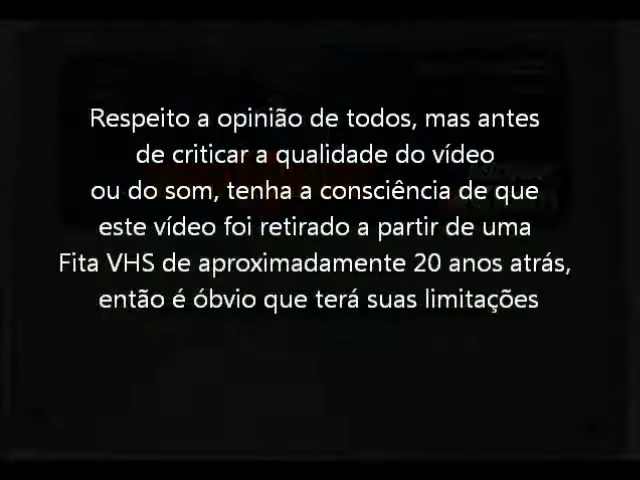 Respeito a opinião de todos, mas antes
de criticar a qualidade do vídeo
ou do som, tenha a consciência de que
este vídeo foi retirado a partir de uma
Fita VHS de aproximadamente 20 anos atrás,
então é óbvio que terá suas limitações